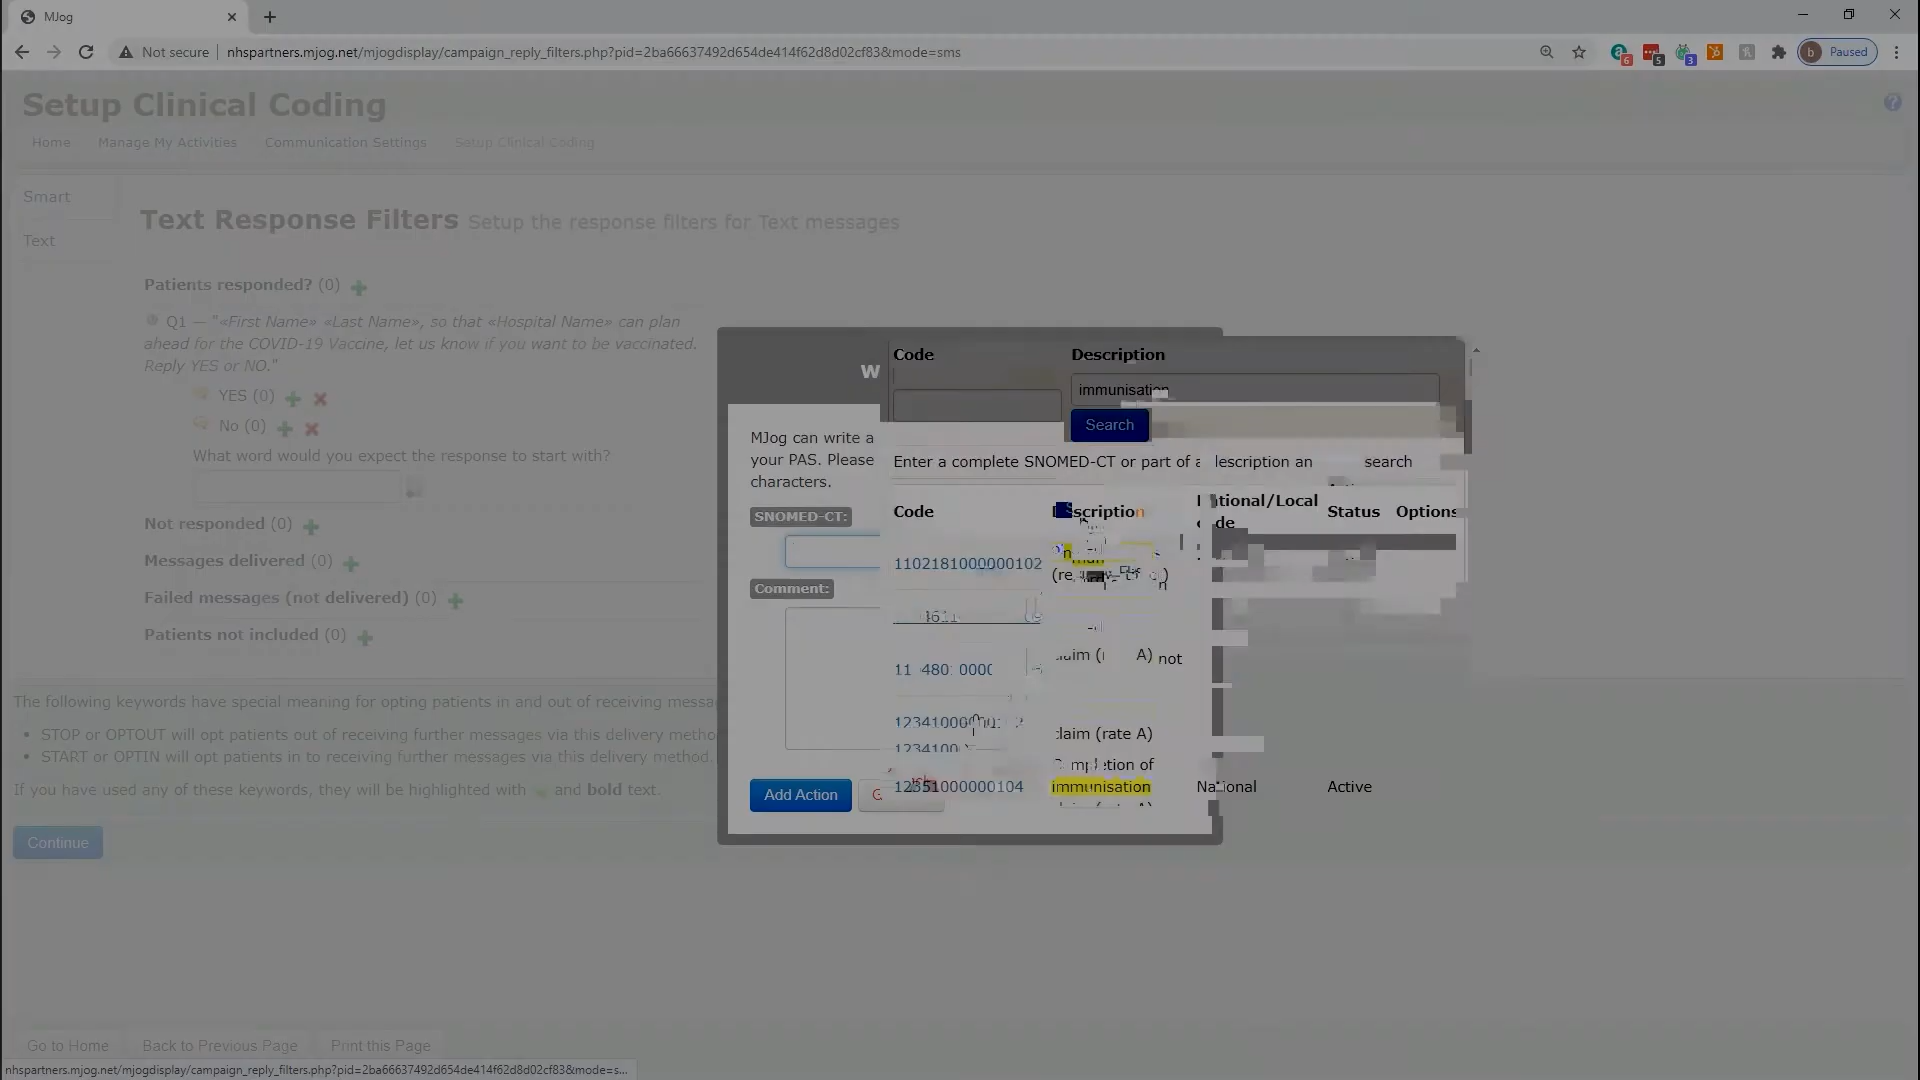 MJog
Not secure
nhspartners.mjog.net/mjogdisplay/campaign_reply_filters.php?pid=2ba66637492d654de414f62d8d02cf83&mode=sms
6
5
3
b Paused
Setup Clinical Coding
Home Manage My Activities Communication Settings Setup Clinical Coding
Smart
Text
Text Response Filters Setup the response filters for Text messages
Patients responded? (0)
Q1 — "«First Name» «Last Name», so that «Hospital Name» can plan
ahead for the COVID-19 Vaccine, let us know if you want to be vaccinated.
Reply YES or NO."
YES (0)
No (0)
What word would you expect the response to start with?
Not responded (0)
Messages delivered (0)
Failed messages (not delivered) (0)
Patients not included (0)
The following keywords have special meaning for opting patients in and out of receiving
• STOP or OPTOUT will opt patients out of receiving further messages via this delivery
• START or OPTIN will opt patients in to receiving further messages via this delivery method.
If you have used any of these keywords, they will be highlighted with and bold text.
Continue
W
MJog can write a
your PAS. Please
characters.
SNOMED-CT:
Comment:
Add Action
Code Description
immunisation
Search
Enter a complete SNOMED-CT or part of a search
Code Status Options
1102181000000102
claim (rate A)
immunisation Active
Go to Home Back to Previous Page Print this Page
nhspartners.mjog.net/mjogdisplay/campaign_reply_filters.php?pid=2ba66637492d654de414f62d8d02cf83&mode=s...